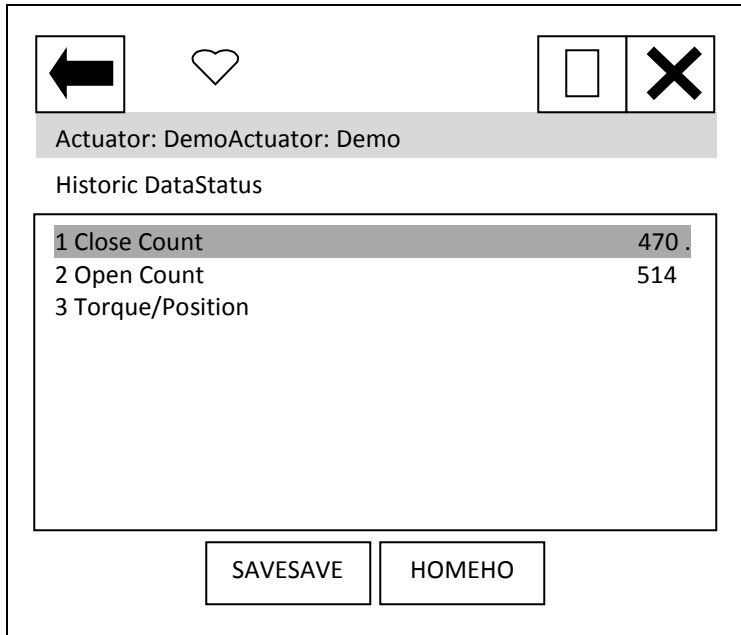 Actuator: DemoActuator: Demo
Historic DataStatus
1 Close Count 470 .
2 Open Count 514
3 Torque/Position
SAVESAVE HOMEHO